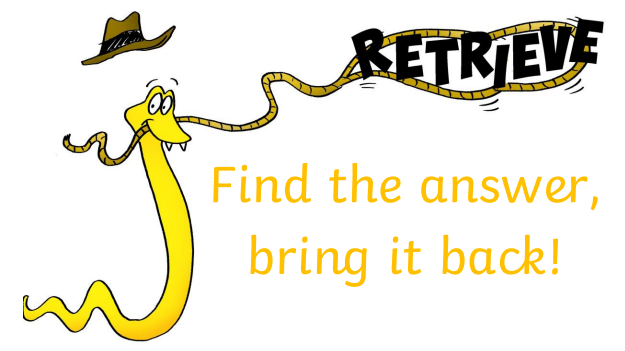 RETRIEVE
Find the answer,
bring it back!